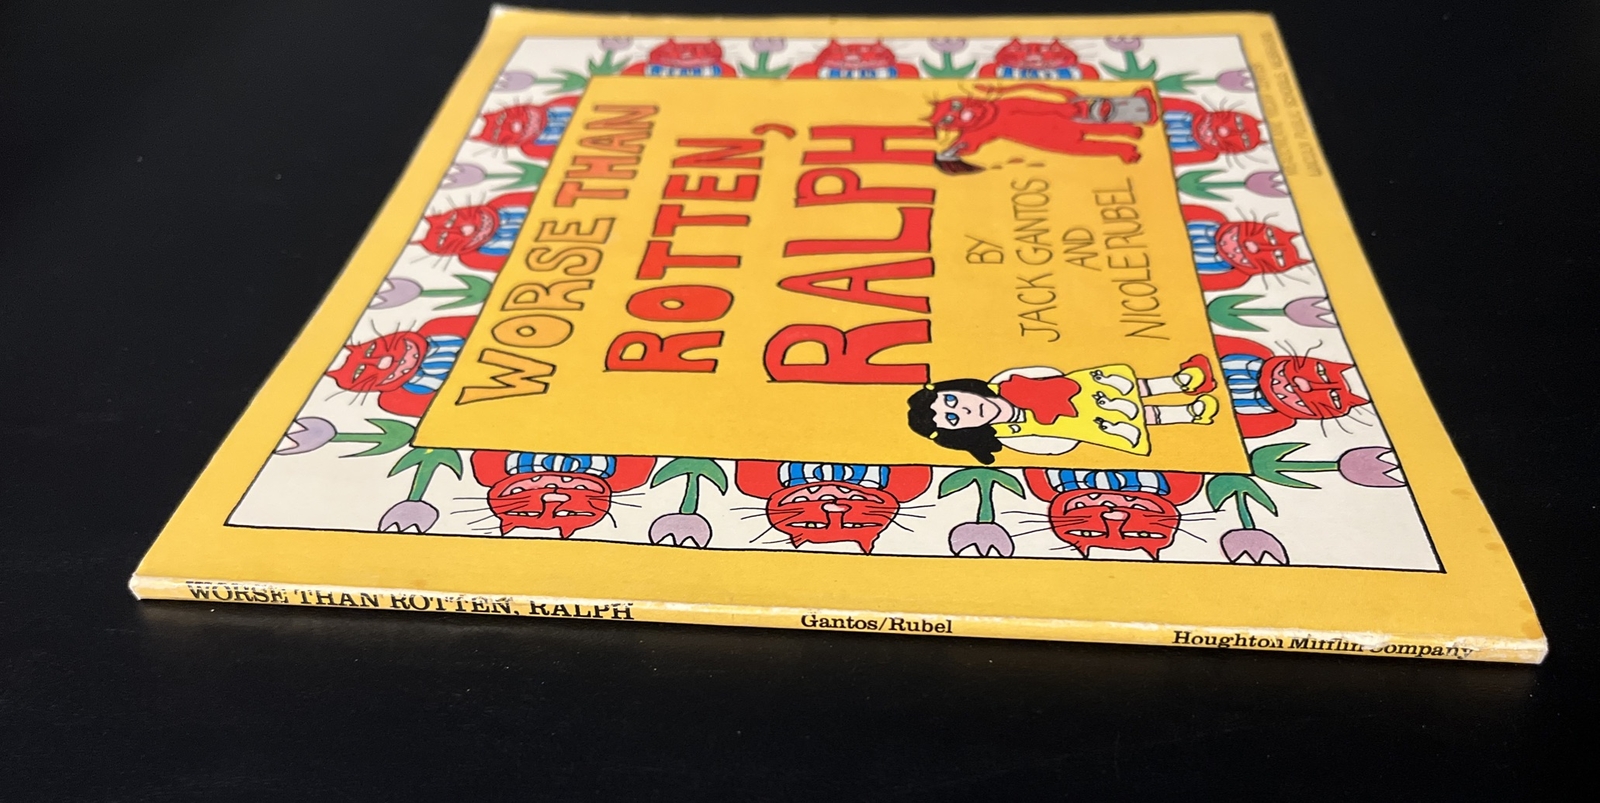 WORSE THAN
ROTTEN,
RALPH
BY
JACK GANTOS
AND
NICOLE RUBEL
WORSE THAN ROTTEN, RALPH
Gantos/Rubel
Houghton Mifflin Company